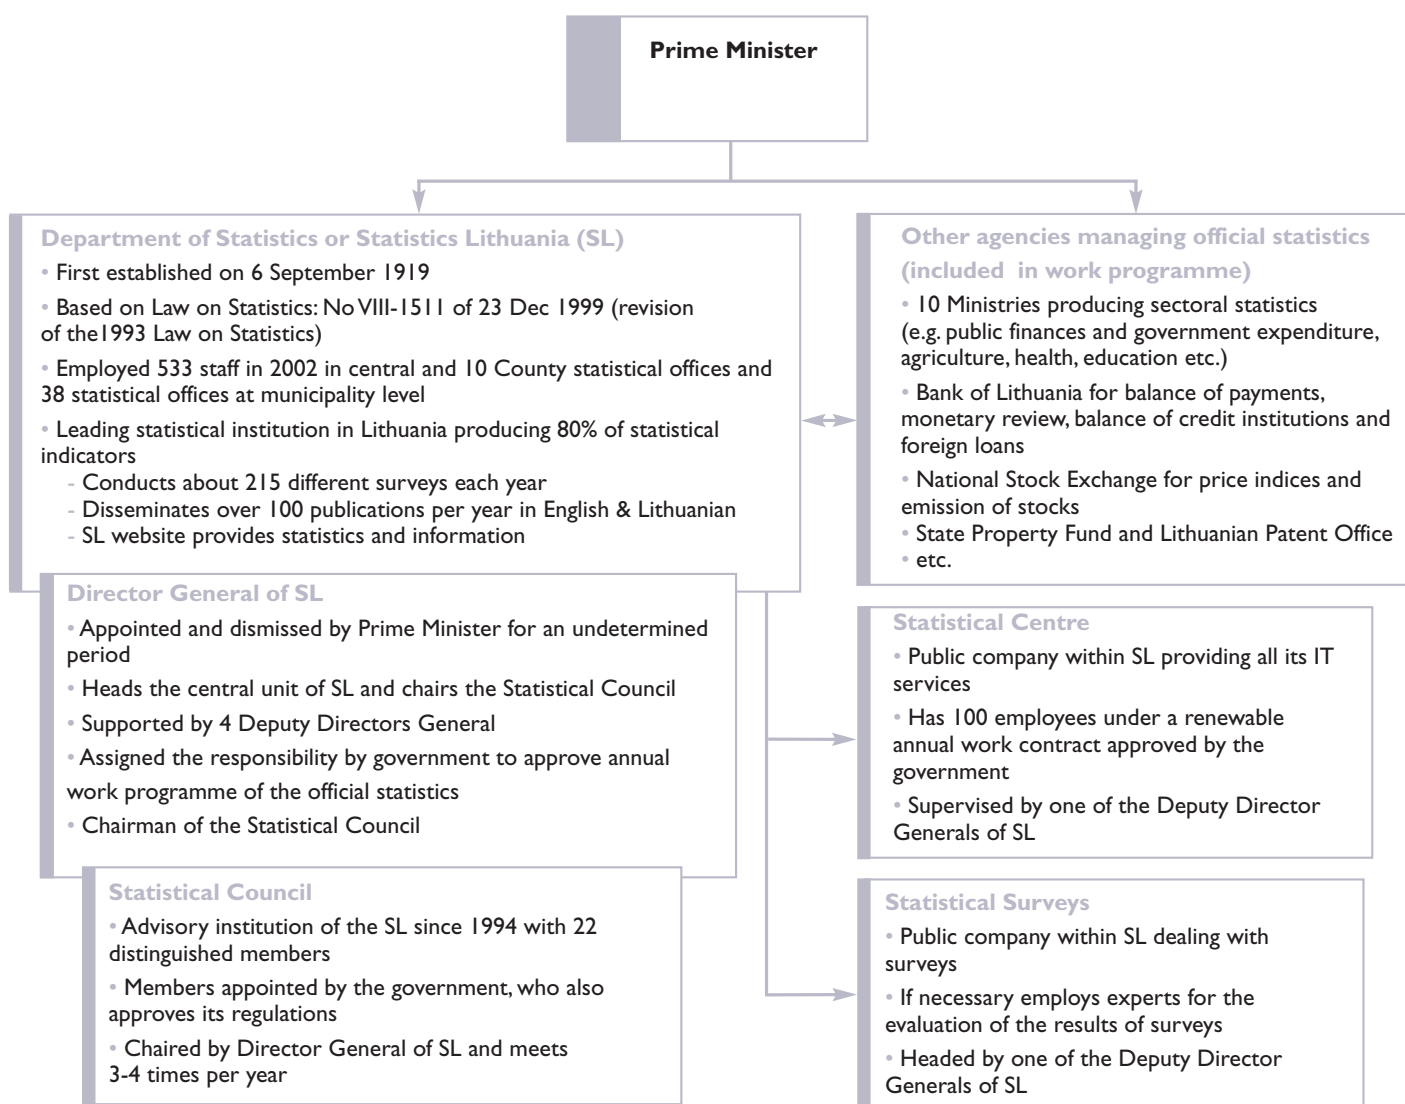 Prime Minister
Department of Statistics or Statistics Lithuania (SL)
• First established on 6 September 1919
• Based on Law on Statistics: No VIII-1511 of 23 Dec 1999 (revision
of the1993 Law on Statistics)
• Employed 533 staff in 2002 in central and 10 County statistical offices and
38 statistical offices at municipality level
• Leading statistical institution in Lithuania producing 80% of statistical
indicators
- Conducts about 215 different surveys each year
- Disseminates over 100 publications per year in English & Lithuanian
- SL website provides statistics and information
Other agencies managing official statistics
(included in work programme)
• 10 Ministries producing sectoral statistics
(e.g. public finances and government expenditure,
agriculture, health, education etc.)
• Bank of Lithuania for balance of payments,
monetary review, balance of credit institutions and
foreign loans
• National Stock Exchange for price indices and
emission of stocks
• State Property Fund and Lithuanian Patent Office
• etc.
Director General of SL
• Appointed and dismissed by Prime Minister for an undetermined
period
• Heads the central unit of SL and chairs the Statistical Council
• Supported by 4 Deputy Directors General
• Assigned the responsibility by government to approve annual
work programme of the official statistics
• Chairman of the Statistical Council
Statistical Centre
• Public company within SL providing all its IT
services
• Has 100 employees under a renewable
annual work contract approved by the
government
• Supervised by one of the Deputy Director
Generals of SL
Statistical Council
• Advisory institution of the SL since 1994 with 22
distinguished members
• Members appointed by the government, who also
approves its regulations
• Chaired by Director General of SL and meets
3-4 times per year
Statistical Surveys
• Public company within SL dealing with
surveys
• If necessary employs experts for the
evaluation of the results of surveys
• Headed by one of the Deputy Director
Generals of SL